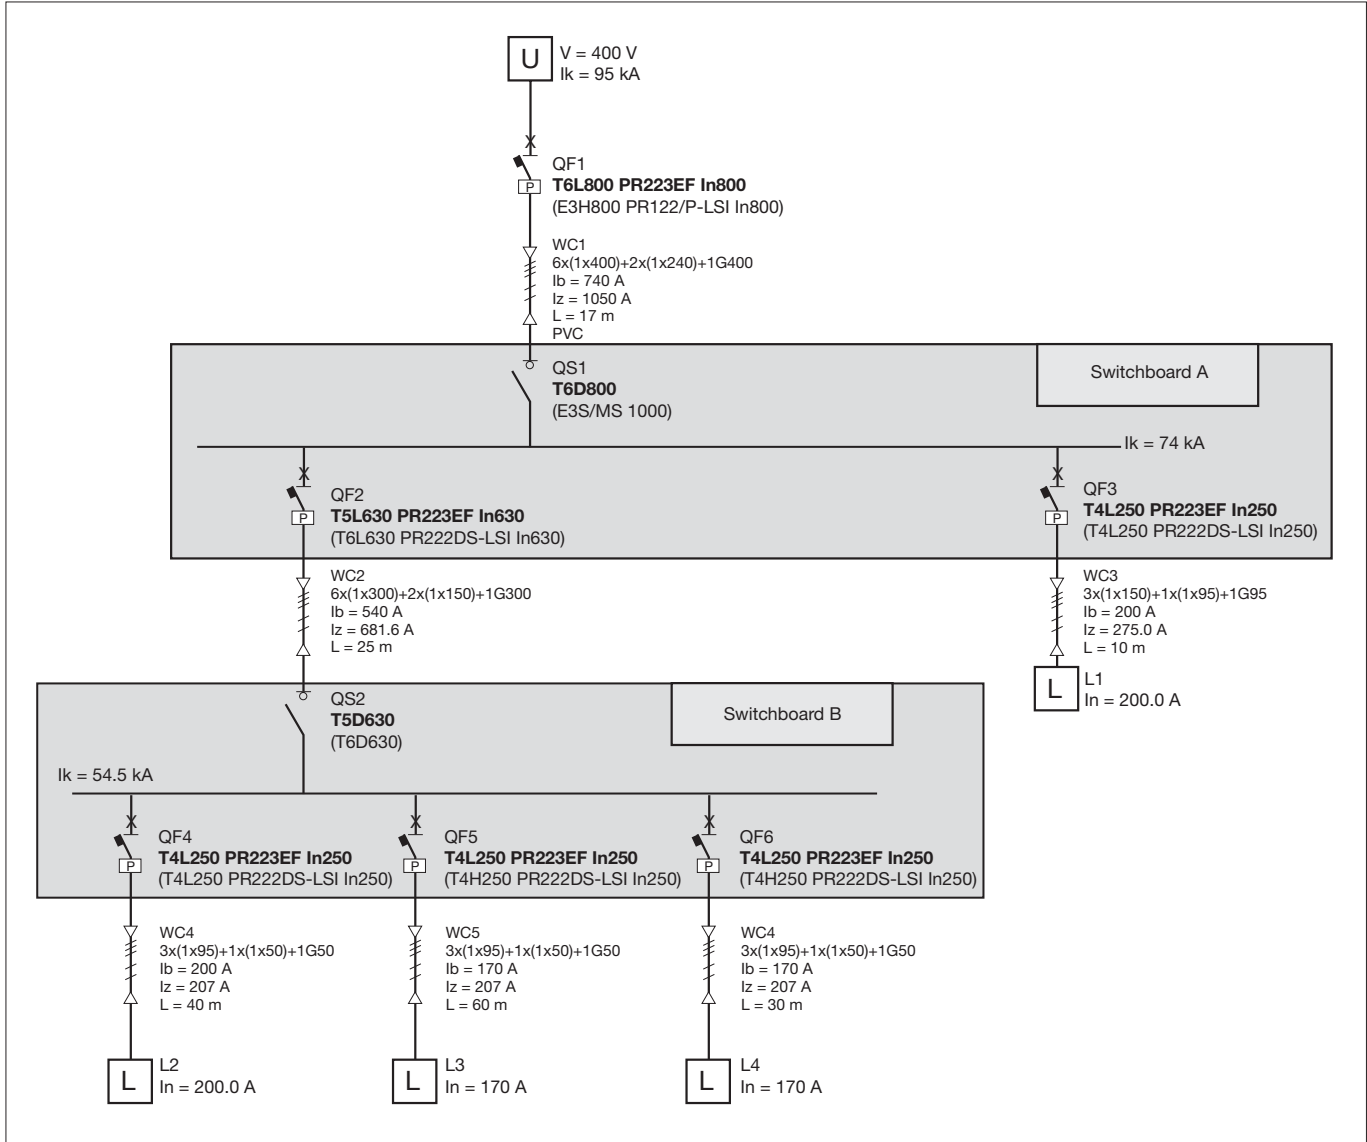 U
V = 400 V
Ik = 95 kA
QF1
T6L800 PR223EF In800
(E3H800 PR122/P-LSI In800)
P
WC1
6x(1x400)+2x(1x240)+1G400
Ib = 740 A
Iz = 1050 A
L = 17 m
PVC
QS1
T6D800
(E3S/MS 1000)
Switchboard A
Ik = 74 kA
QF2
T5L630 PR223EF In630
(T6L630 PR222DS-LSI In630)
P
QF3
T4L250 PR223EF In250
(T4L250 PR222DS-LSI In250)
P
WC2
6x(1x300)+2x(1x150)+1G300
Ib = 540 A
Iz = 681.6 A
L = 25 m
WC3
3x(1x150)+1x(1x95)+1G95
Ib = 200 A
Iz = 275.0 A
L = 10 m
L
L1
In = 200.0 A
QS2
T5D630
(T6D630)
Switchboard B
Ik = 54.5 kA
QF4
T4L250 PR223EF In250
(T4L250 PR222DS-LSI In250)
P
QF5
T4L250 PR223EF In250
(T4H250 PR222DS-LSI In250)
P
QF6
T4L250 PR223EF In250
(T4H250 PR222DS-LSI In250)
P
WC4
3x(1x95)+1x(1x50)+1G50
Ib = 200 A
Iz = 207 A
L = 40 m
WC5
3x(1x95)+1x(1x50)+1G50
Ib = 170 A
Iz = 207 A
L = 60 m
WC4
3x(1x95)+1x(1x50)+1G50
Ib = 170 A
Iz = 207 A
L = 30 m
L
L2
In = 200.0 A
L
L3
In = 170 A
L
L4
In = 170 A